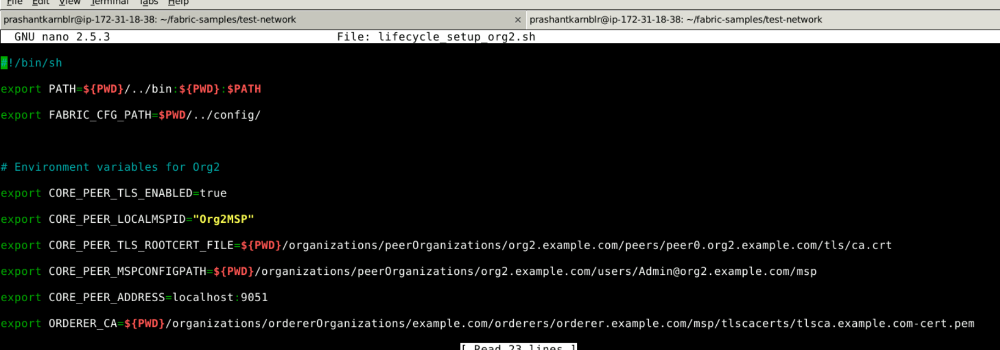 File Edit View Terminal Tabs Help
prashantkarnblr@ip-172-31-18-38: ~/fabric-samples/test-network × prashantkarnblr@ip-172-31-18-38: ~/fabric-samples/test-network
GNU nano 2.5.3 File: lifecycle_setup_org2.sh
#!/bin/sh
export PATH=${PWD}/../bin:${PWD}:$PATH
export FABRIC_CFG_PATH=$PWD/../config/
# Environment variables for Org2
export CORE_PEER_TLS_ENABLED=true
export CORE_PEER_LOCALMSPID="Org2MSP"
export CORE_PEER_TLS_ROOTCERT_FILE=${PWD}/organizations/peerOrganizations/org2.example.com/peers/peer0.org2.example.com/tls/ca.crt
export CORE_PEER_MSPCONFIGPATH=${PWD}/organizations/peerOrganizations/org2.example.com/users/Admin@org2.example.com/msp
export CORE_PEER_ADDRESS=localhost:9051
export ORDERER_CA=${PWD}/organizations/ordererOrganizations/example.com/orderers/orderer.example.com/msp/tlscacerts/tlsca.example.com-cert.pem
[ Read 23 lines ]